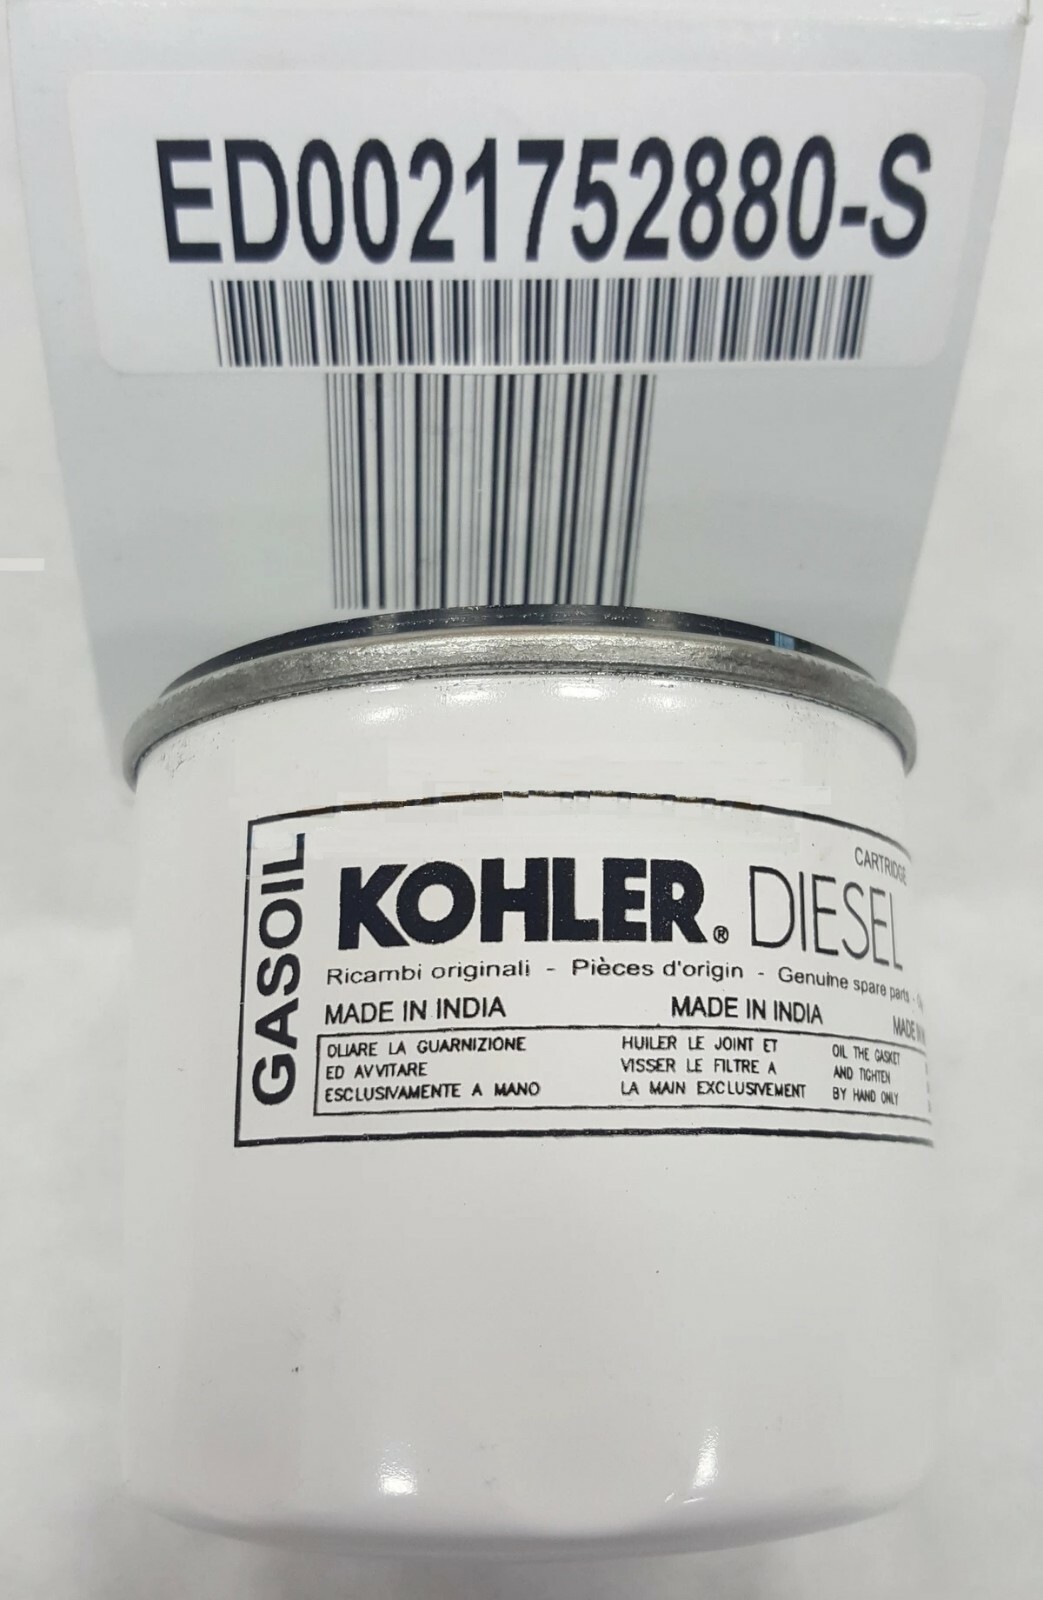 ED0021752880-S
GASOIL
CARTRIDGE
KOHLER® DIESEL
Ricambi originali - Pièces d'origin - Genuine spare parts -
MADE IN INDIA MADE IN INDIA MADE IN
OLIARE LA GUARNIZIONE
ED AVVITARE
ESCLUSIVAMENTE A MANO
HUILER LE JOINT ET
VISSER LE FILTRE A
LA MAIN EXCLUSIVEMENT
OIL THE GASKET
AND TIGHTEN
BY HAND ONLY